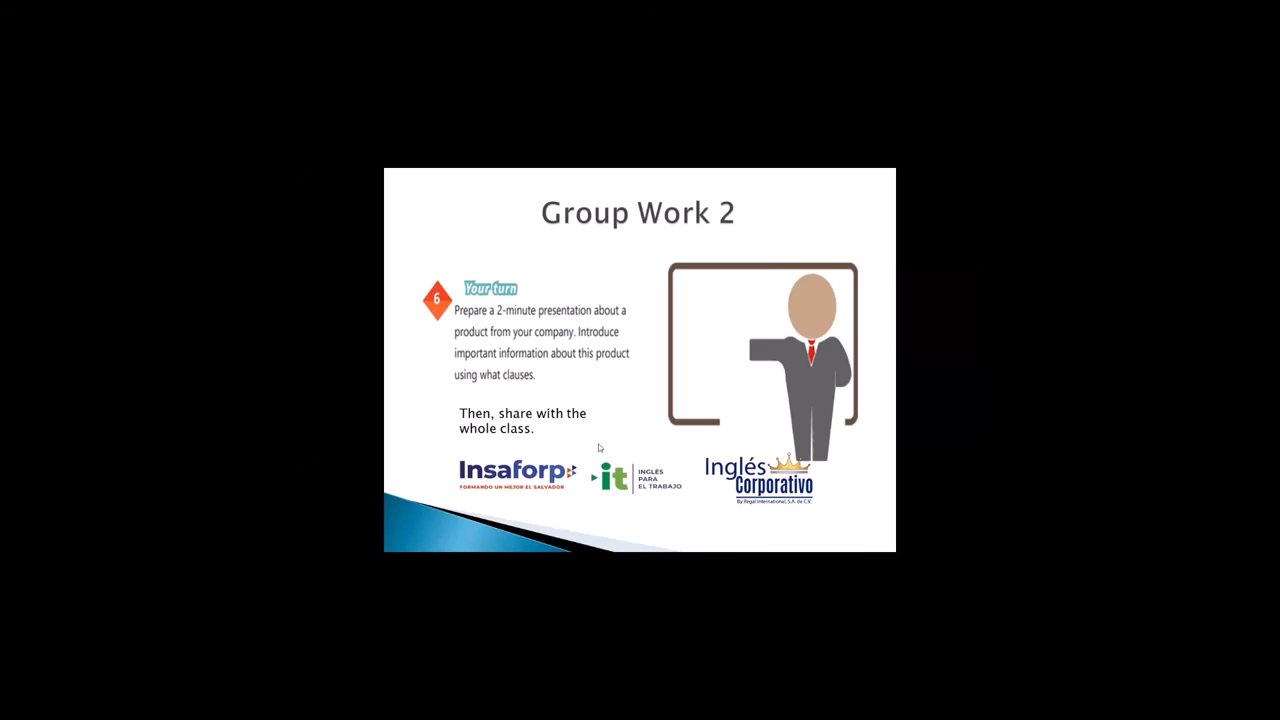 Group Work 2
6
Your turn
Prepare a 2-minute presentation about a
product from your company. Introduce
important information about this product
using what clauses.
Then, share with the
whole class.
Insaforp
FORMANDO UN MEJOR EL SALVADOR
it
INGLÉS
PARA
EL TRABAJO
Inglés
Corporativo
By Regal International, S.A. de C.V.